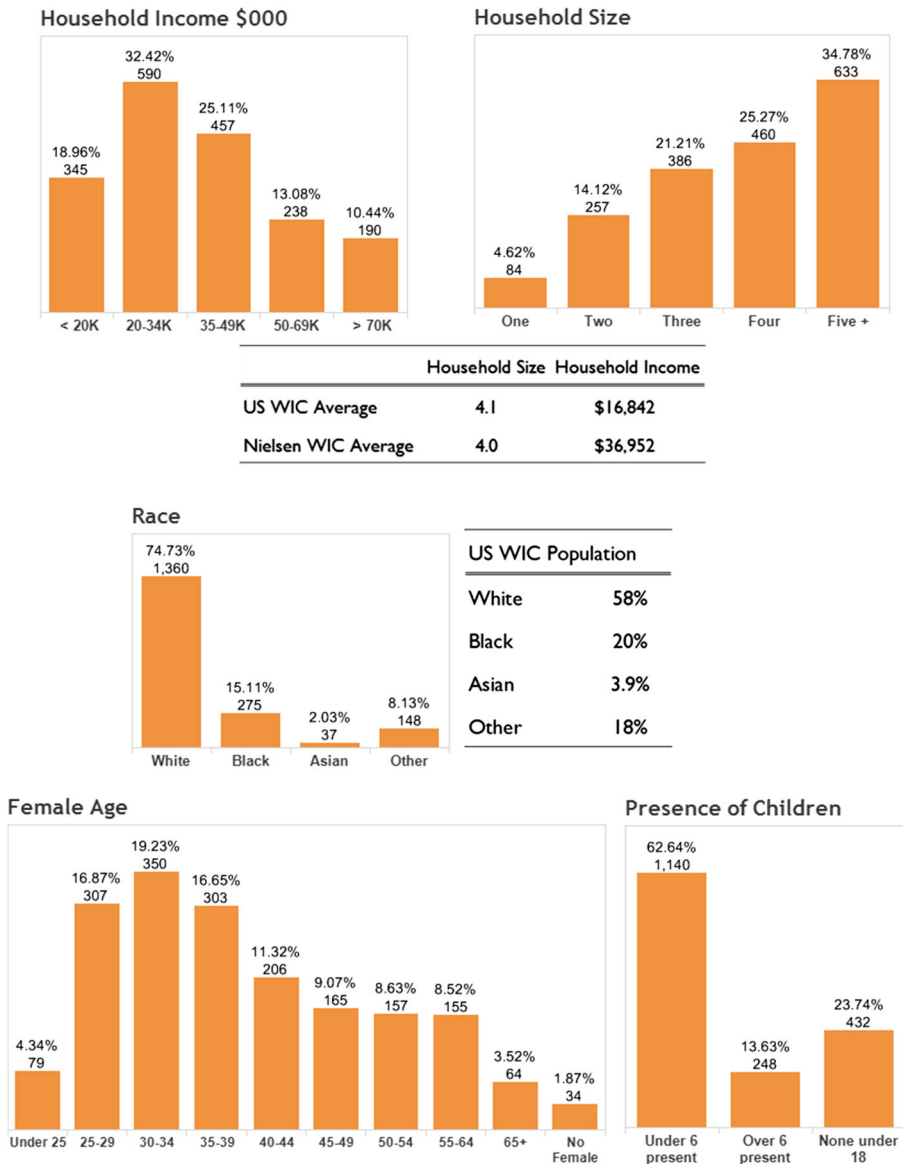 Household Income $000
32.42%
590
25.11%
457
18.96%
345
13.08%
238
10.44%
190
< 20K 20-34K 35-49K 50-69K > 70K
Household Size
34.78%
633
25.27%
460
21.21%
386
14.12%
257
4.62%
84
One Two Three Four Five +
Household Size Household Income
US WIC Average 4.1 $16,842
Nielsen WIC Average 4.0 $36,952
Race
74.73%
1,360
15.11%
275
2.03%
37
8.13%
148
White Black Asian Other
US WIC Population
White 58%
Black 20%
Asian 3.9%
Other 18%
Female Age
4.34%
79
16.87%
307
19.23%
350
16.65%
303
11.32%
206
9.07%
165
8.63%
157
8.52%
155
3.52%
64
1.87%
34
Under 25 25-29 30-34 35-39 40-44 45-49 50-54 55-64 65+ No
Female
Presence of Children
62.64%
1,140
13.63%
248
23.74%
432
Under 6 Over 6 None under
present present 18